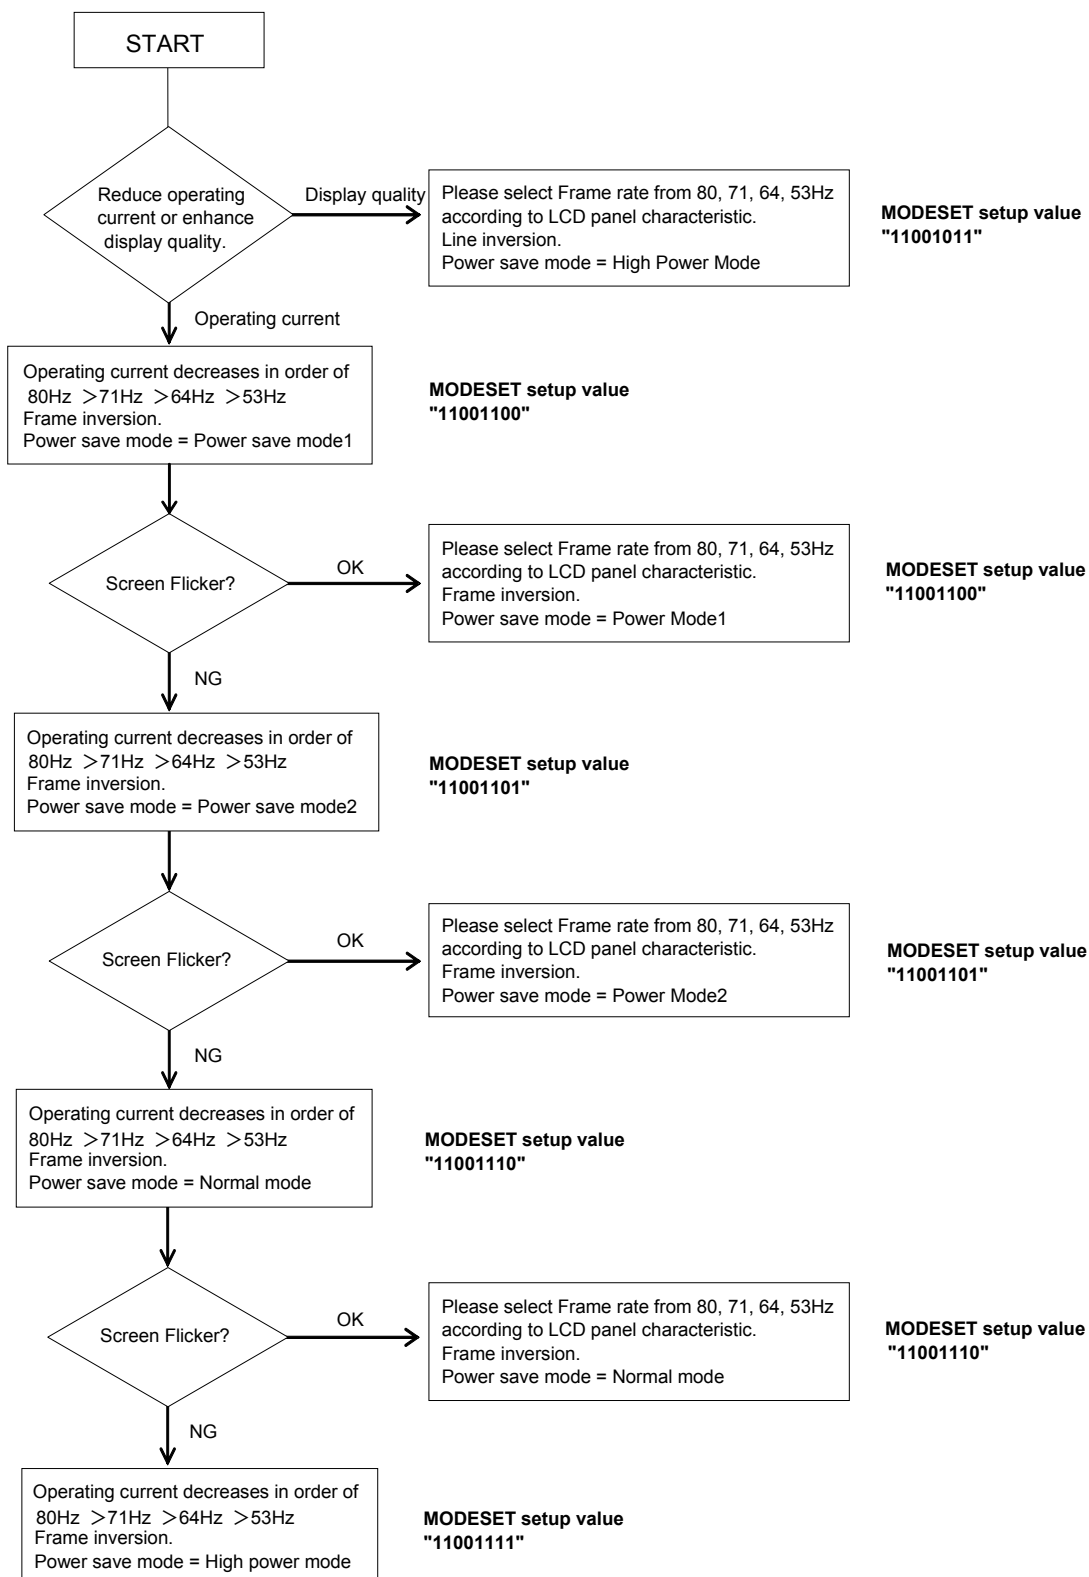 START
Reduce operating
current or enhance
display quality.
Display quality
Please select Frame rate from 80, 71, 64, 53Hz
according to LCD panel characteristic.
Line inversion.
Power save mode = High Power Mode
MODESET setup value
"11001011"
Operating current
Operating current decreases in order of
80Hz ＞71Hz ＞64Hz ＞53Hz
Frame inversion.
Power save mode = Power save mode1
MODESET setup value
"11001100"
Screen Flicker?
OK
Please select Frame rate from 80, 71, 64, 53Hz
according to LCD panel characteristic.
Frame inversion.
Power save mode = Power Mode1
MODESET setup value
"11001100"
NG
Operating current decreases in order of
80Hz ＞71Hz ＞64Hz ＞53Hz
Frame inversion.
Power save mode = Power save mode2
MODESET setup value
"11001101"
Screen Flicker?
OK
Please select Frame rate from 80, 71, 64, 53Hz
according to LCD panel characteristic.
Frame inversion.
Power save mode = Power Mode2
MODESET setup value
"11001101"
NG
Operating current decreases in order of
80Hz ＞71Hz ＞64Hz ＞53Hz
Frame inversion.
Power save mode = Normal mode
MODESET setup value
"11001110"
Screen Flicker?
OK
Please select Frame rate from 80, 71, 64, 53Hz
according to LCD panel characteristic.
Frame inversion.
Power save mode = Normal mode
MODESET setup value
"11001110"
NG
Operating current decreases in order of
80Hz ＞71Hz ＞64Hz ＞53Hz
Frame inversion.
Power save mode = High power mode
MODESET setup value
"11001111"